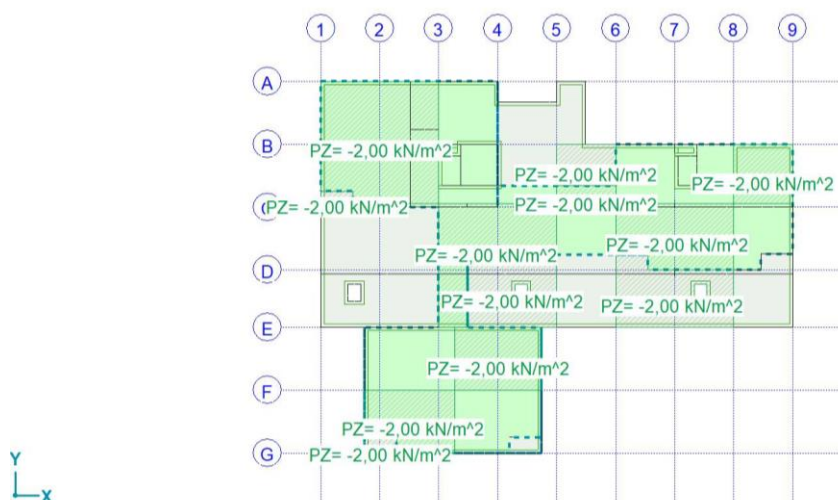 1 2 3 4 5 6 7 8 9
A
B
PZ= -2,00 kN/m^2
PZ= -2,00 kN/m^2
PZ= -2,00 kN/m^2
C
PZ= -2,00 kN/m^2
PZ= -2,00 kN/m^2
PZ= -2,00 kN/m^2
PZ= -2,00 kN/m^2
D
PZ= -2,00 kN/m^2
PZ= -2,00 kN/m^2
E
PZ= -2,00 kN/m^2
F
PZ= -2,00 kN/m^2
G
PZ= -2,00 kN/m^2
Y
X